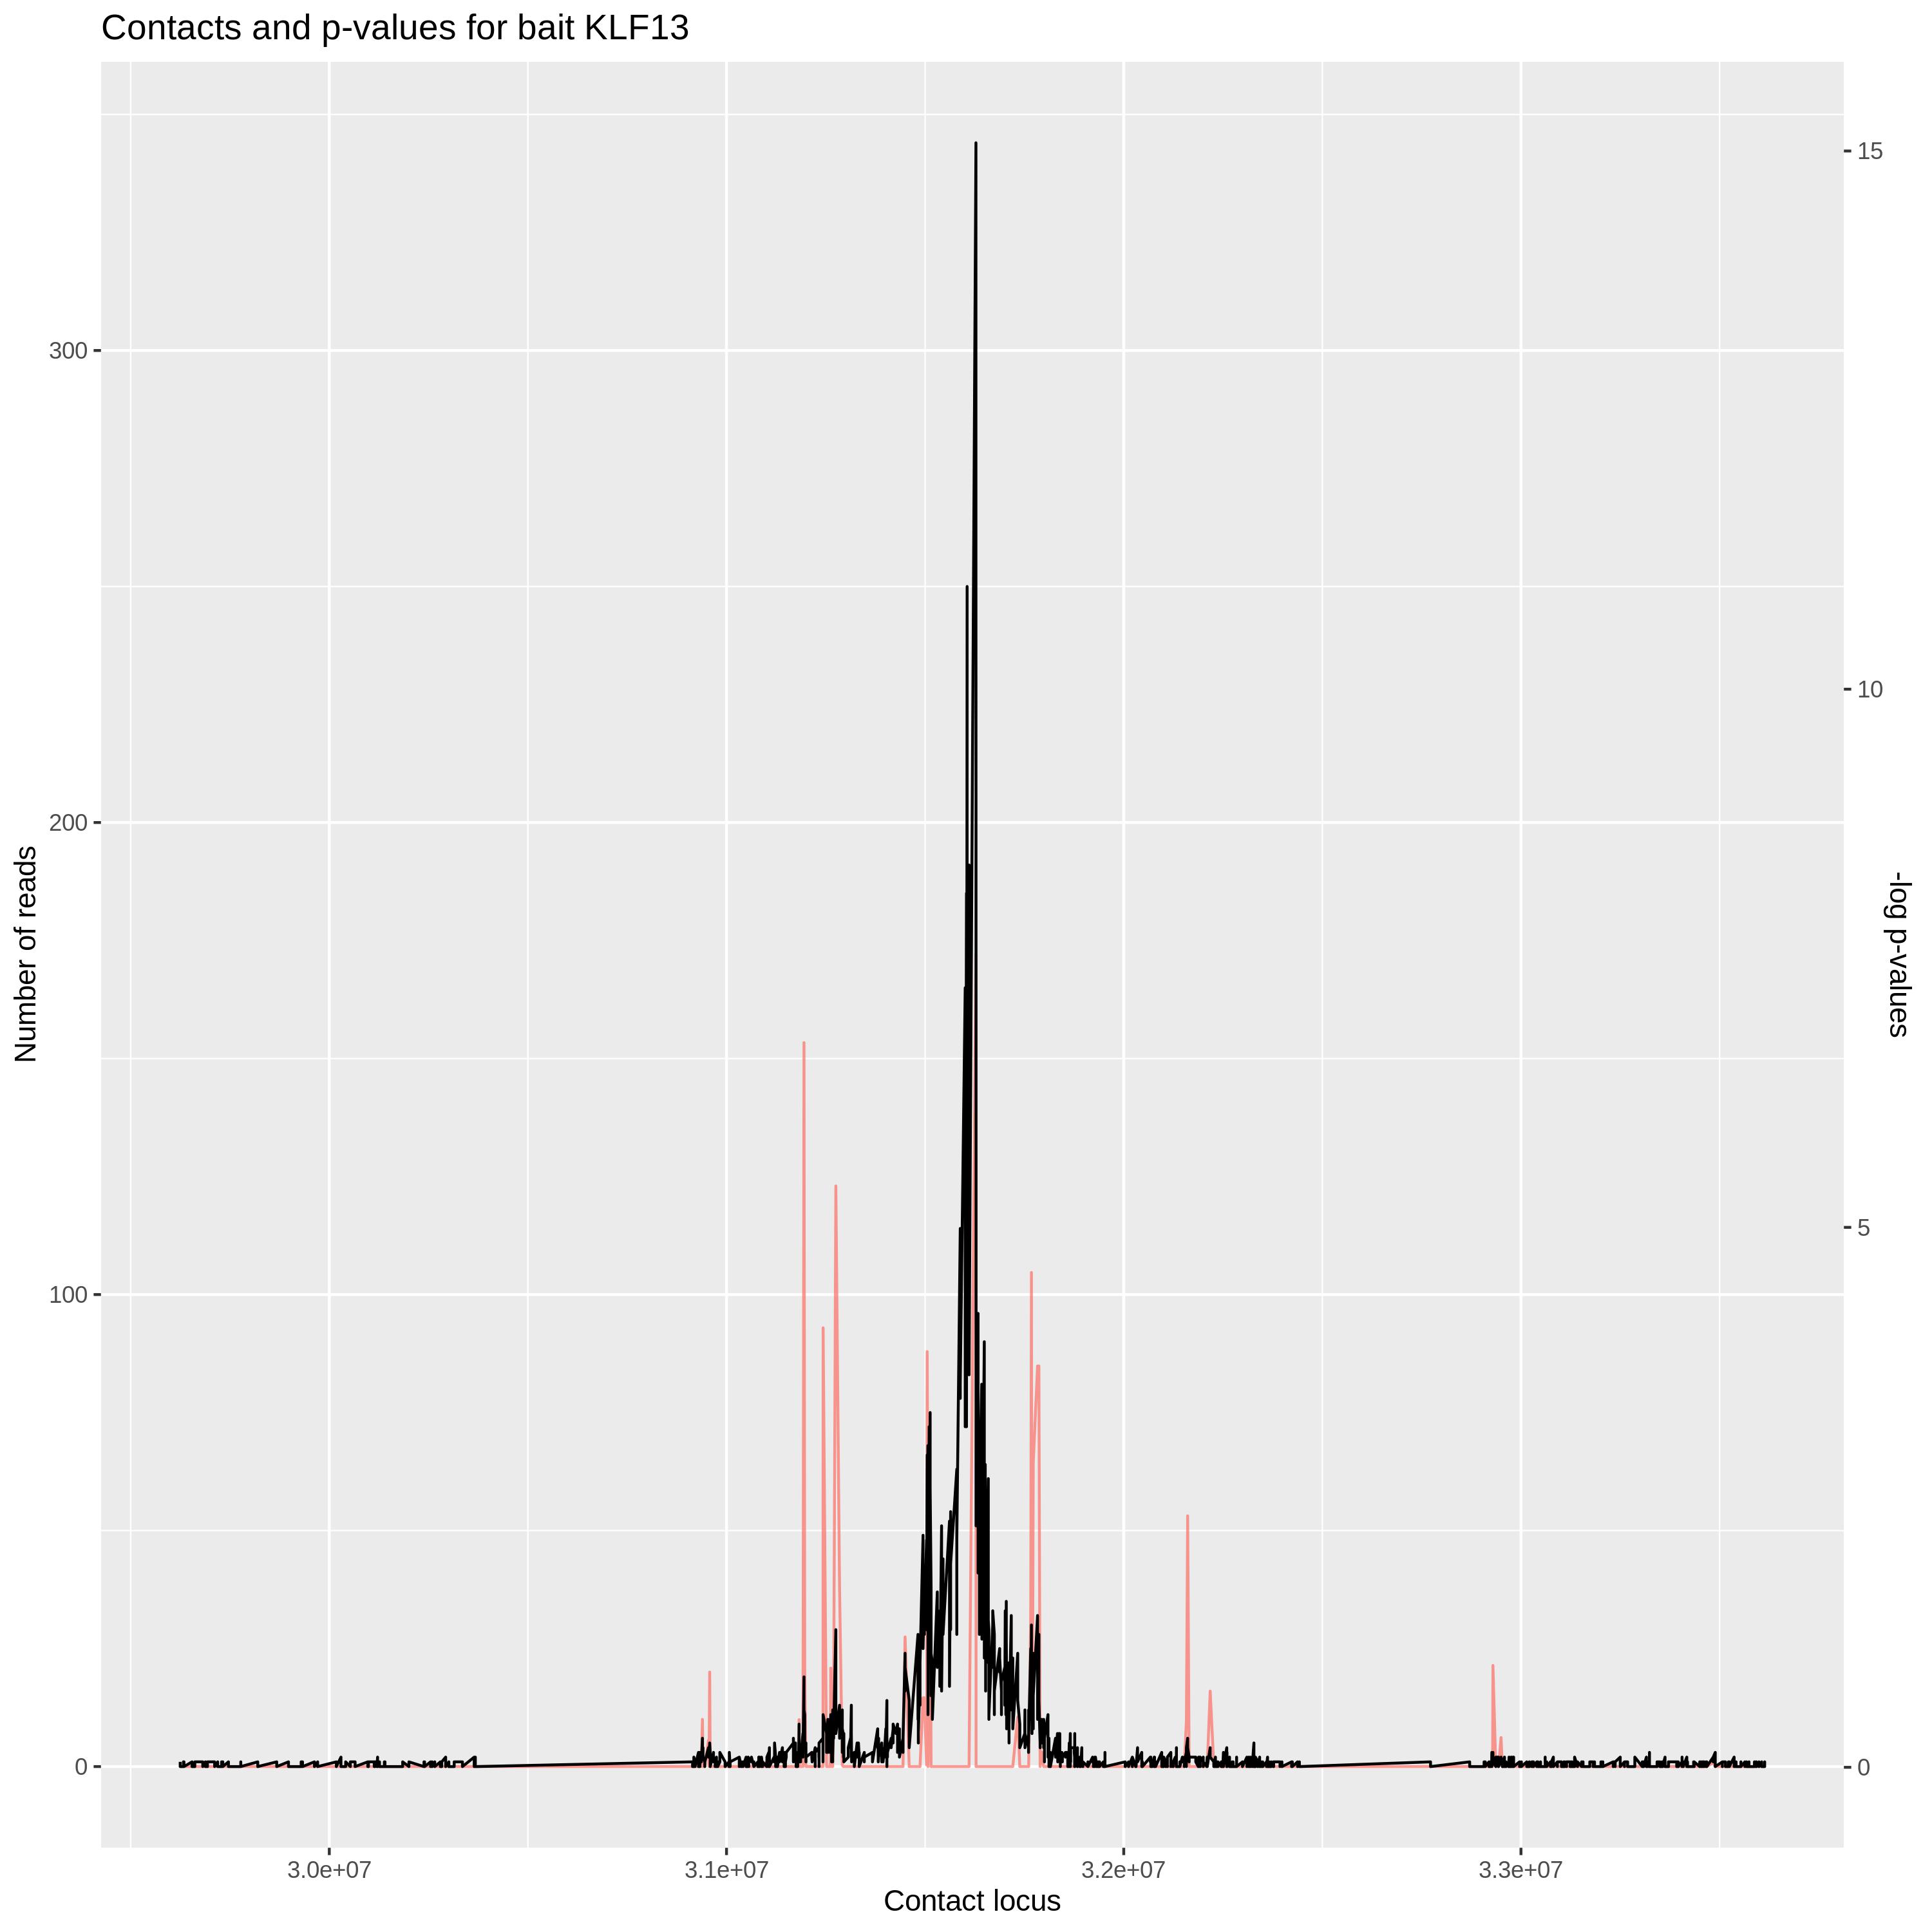 Contacts and p-values for bait KLF13
300
200
100
0
Number of reads
15
10
5
0
-log p-values
3.0e+07 3.1e+07 3.2e+07 3.3e+07
Contact locus